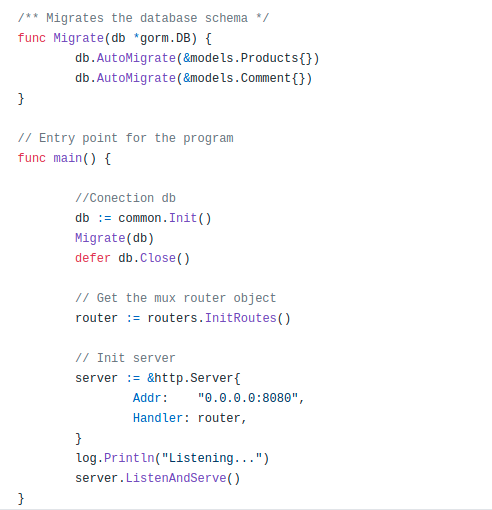 /** Migrates the database schema */
func Migrate(db *gorm.DB) {
        db.AutoMigrate(&models.Products{})
        db.AutoMigrate(&models.Comment{})
}

// Entry point for the program
func main() {

        //Conection db
        db := common.Init()
        Migrate(db)
        defer db.Close()

        // Get the mux router object
        router := routers.InitRoutes()

        // Init server
        server := &http.Server{
                Addr:    "0.0.0.0:8080",
                Handler: router,
        }
        log.Println("Listening...")
        server.ListenAndServe()
}